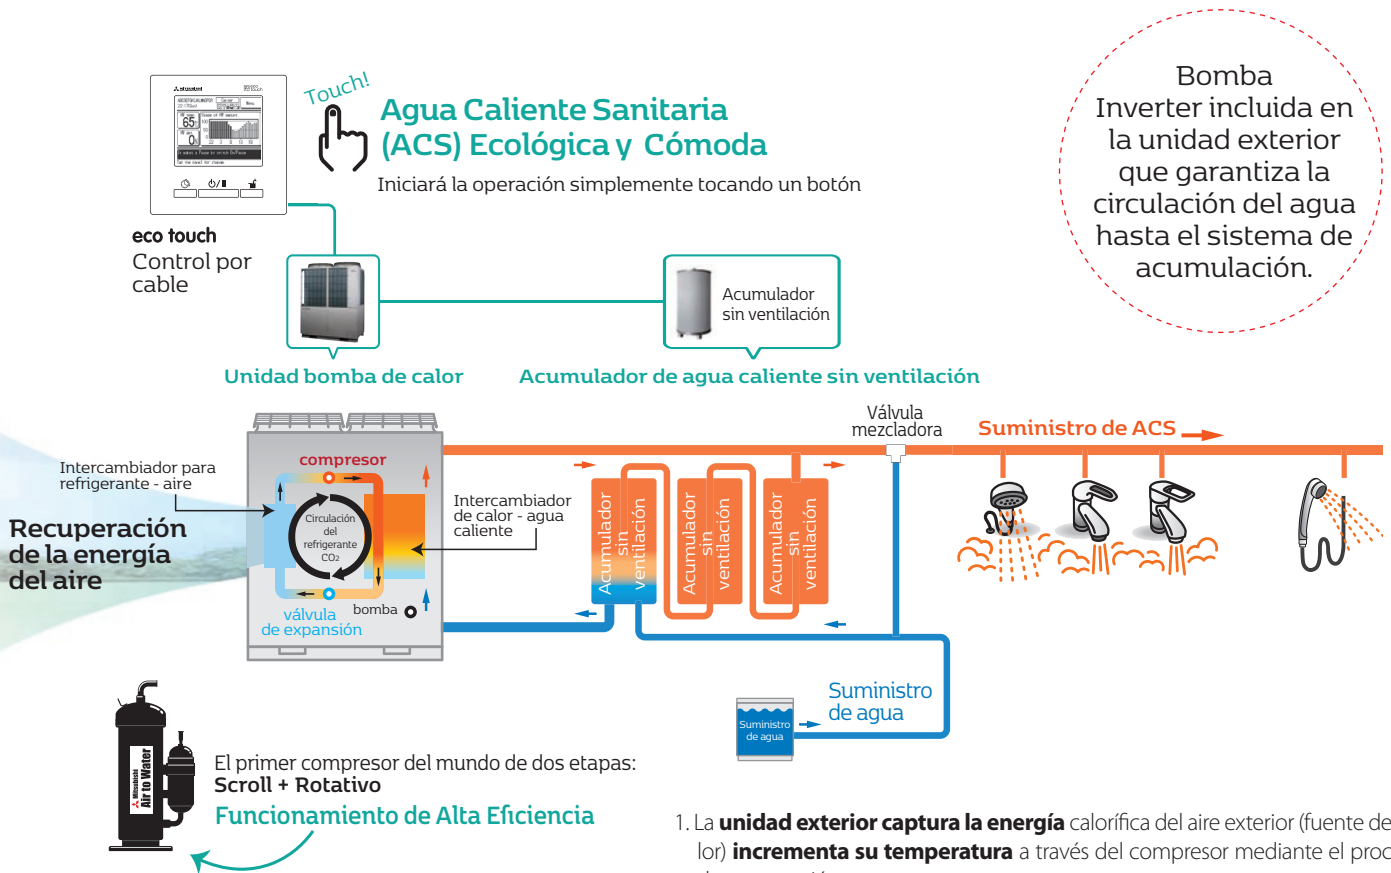 Touch!
Agua Caliente Sanitaria
(ACS) Ecológica y Cómoda
Iniciará la operación simplemente tocando un botón
Bomba
Inverter incluida en
la unidad exterior
que garantiza la
circulación del agua
hasta el sistema de
acumulación.
Menu
65
0
eco touch
Control por
cable
Acumulador
sin ventilación
Unidad bomba de calor
Acumulador de agua caliente sin ventilación
Válvula
mezcladora
Suministro de ACS
Intercambiador para
refrigerante - aire
Recuperación
de la energía
del aire
compresor
Circulación
del
refrigerante
CO2
Intercambiador
de calor - agua
caliente
válvula
de expansión
bomba
Acumulador
sin
ventilación
Acumulador
sin
ventilación
Acumulador
sin
ventilación
Suministro
de agua
Suministro
de agua
Mitsubishi
Air to Water
El primer compresor del mundo de dos etapas:
Scroll + Rotativo
Funcionamiento de Alta Eficiencia
1. La unidad exterior captura la energía calorífica del aire exterior (fuente de
lor) incrementa su temperatura a través del compresor mediante el proc